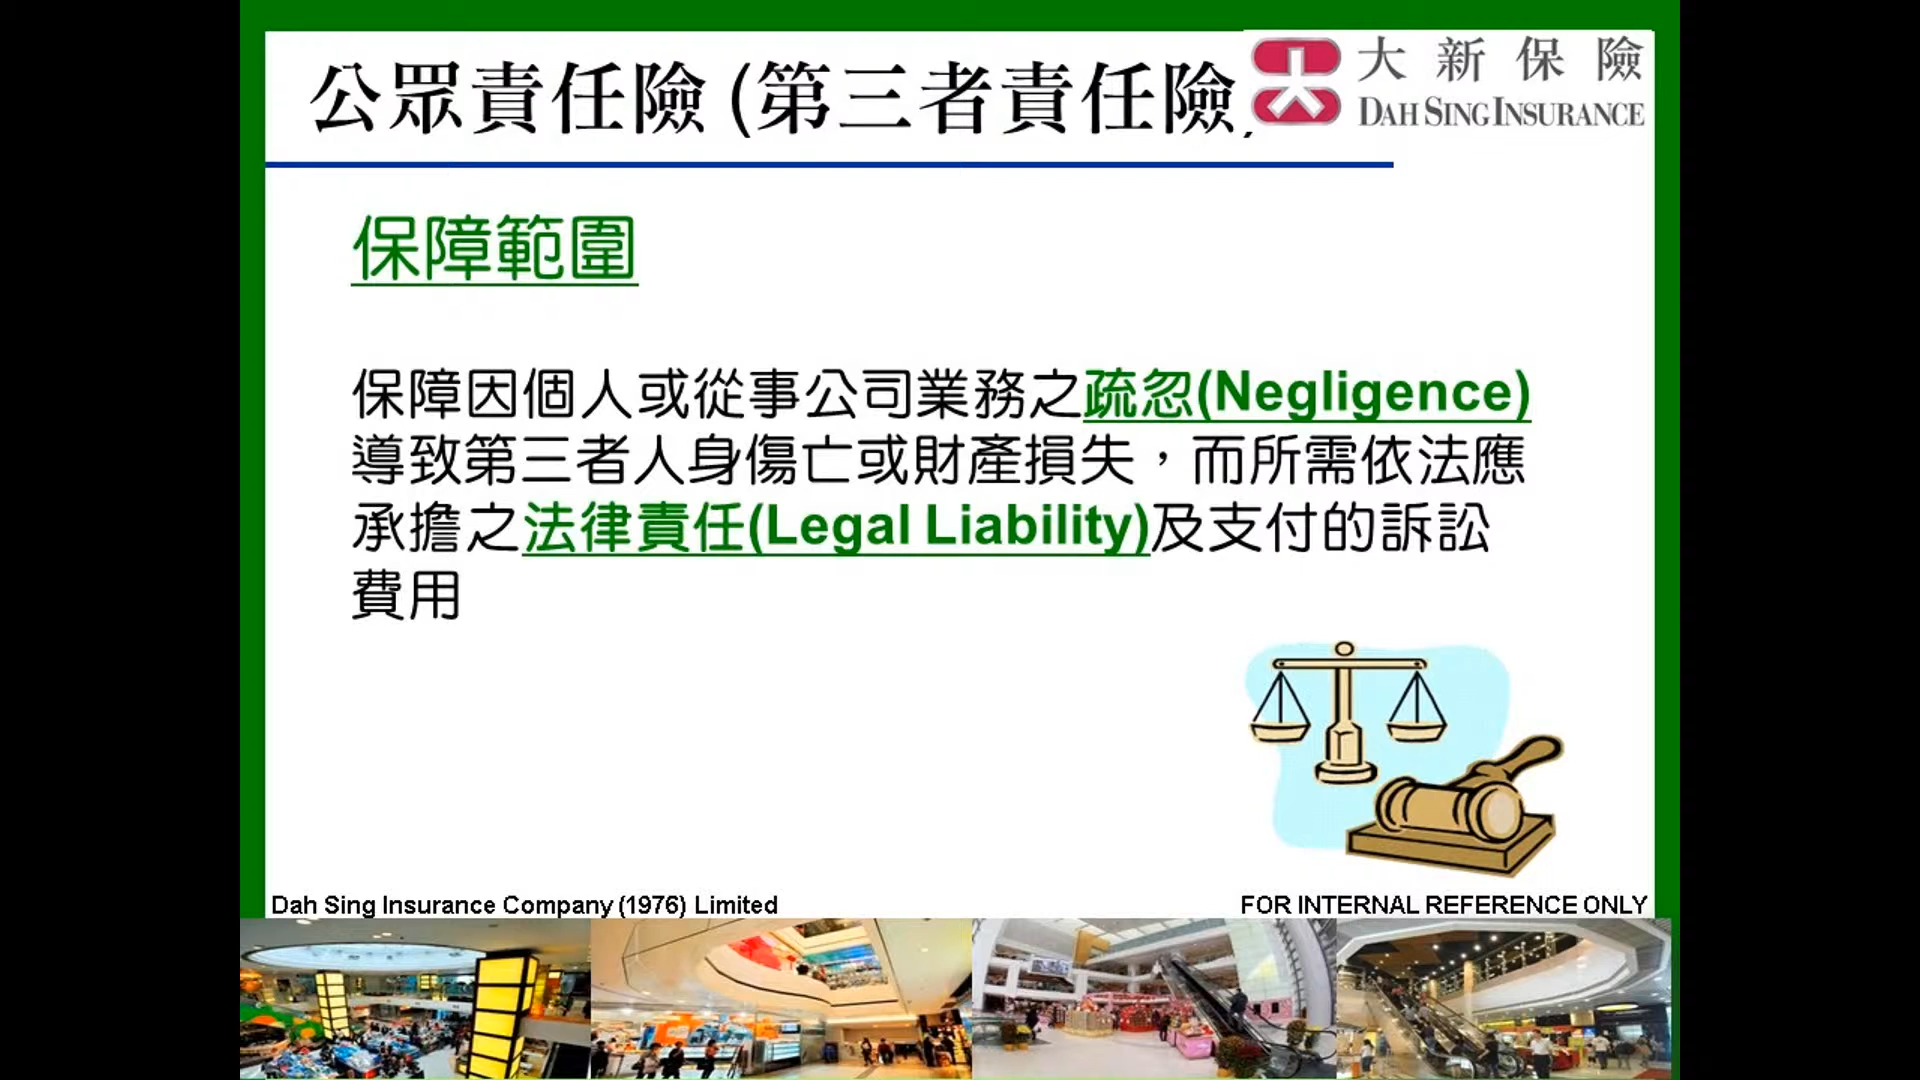 公眾責任險 (第三者責任險)
大新保險
DAH SING INSURANCE
保障範圍
保障因個人或從事公司業務之疏忽(Negligence)
導致第三者人身傷亡或財產損失，而所需依法應
承擔之法律責任(Legal Liability)及支付的訴訟
費用
Dah Sing Insurance Company (1976) Limited
FOR INTERNAL REFERENCE ONLY